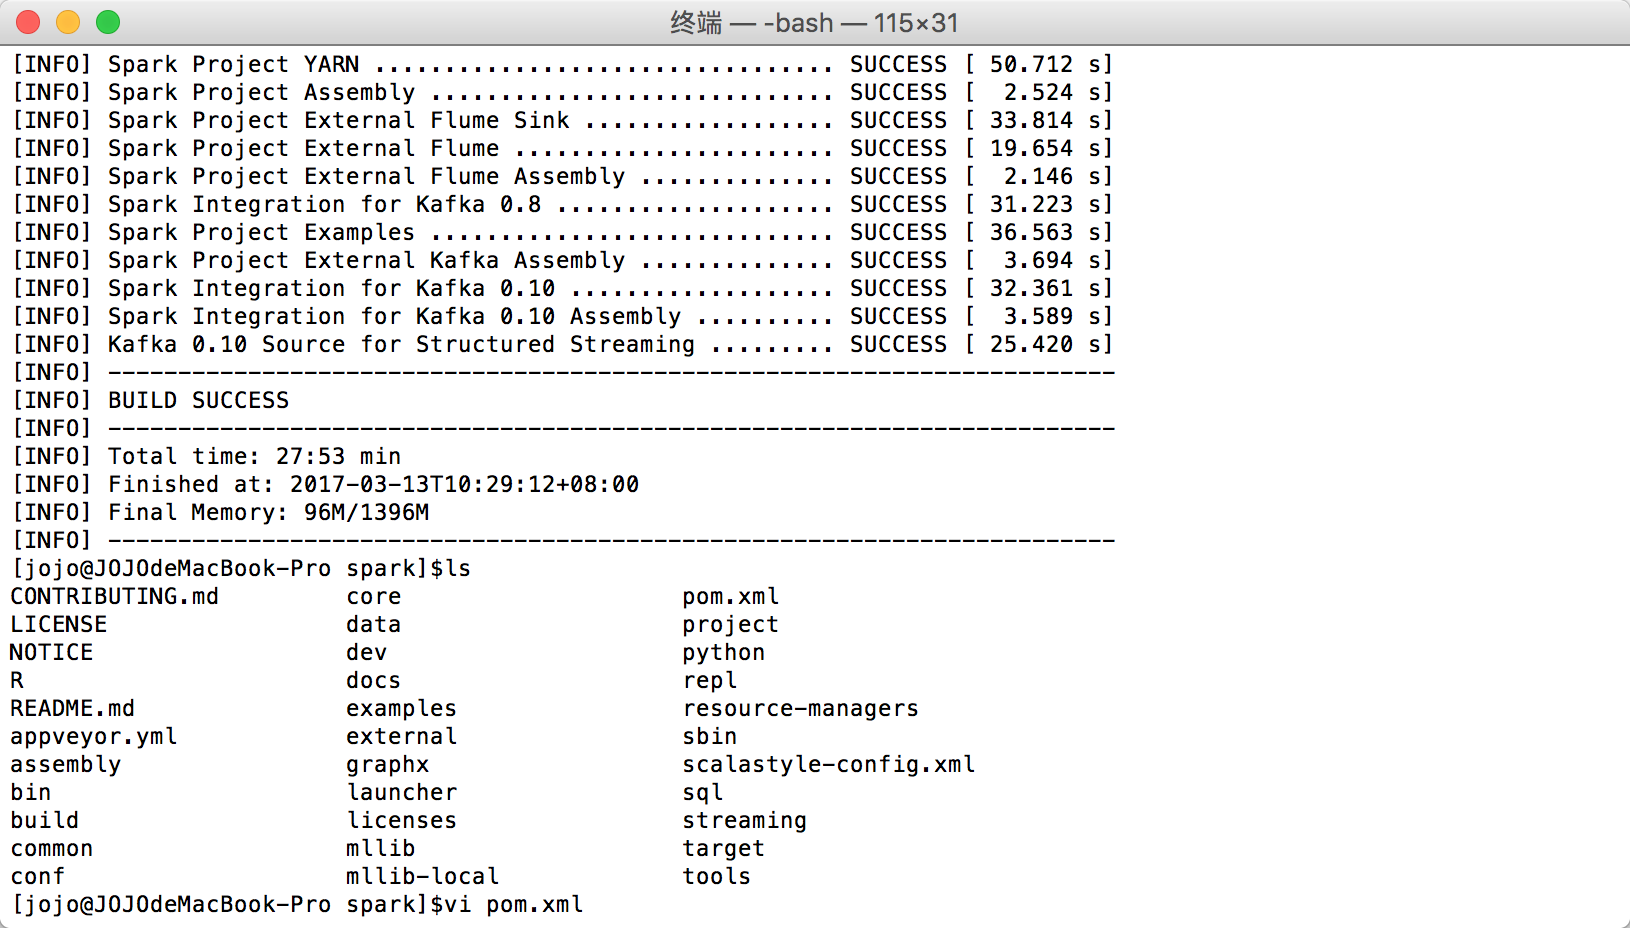 终端 — -bash — 115×31
[INFO] Spark Project YARN ................................. SUCCESS [ 50.712 s]
[INFO] Spark Project Assembly ............................. SUCCESS [  2.524 s]
[INFO] Spark Project External Flume Sink .................. SUCCESS [ 33.814 s]
[INFO] Spark Project External Flume ....................... SUCCESS [ 19.654 s]
[INFO] Spark Project External Flume Assembly .............. SUCCESS [  2.146 s]
[INFO] Spark Integration for Kafka 0.8 .................... SUCCESS [ 31.223 s]
[INFO] Spark Project Examples ............................. SUCCESS [ 36.563 s]
[INFO] Spark Project External Kafka Assembly .............. SUCCESS [  3.694 s]
[INFO] Spark Integration for Kafka 0.10 ................... SUCCESS [ 32.361 s]
[INFO] Spark Integration for Kafka 0.10 Assembly .......... SUCCESS [  3.589 s]
[INFO] Kafka 0.10 Source for Structured Streaming ......... SUCCESS [ 25.420 s]
[INFO] ------------------------------------------------------------------------
[INFO] BUILD SUCCESS
[INFO] ------------------------------------------------------------------------
[INFO] Total time: 27:53 min
[INFO] Finished at: 2017-03-13T10:29:12+08:00
[INFO] Final Memory: 96M/1396M
[INFO] ------------------------------------------------------------------------
[jojo@JOJOdeMacBook-Pro spark]$ls
CONTRIBUTING.md         core                    pom.xml
LICENSE                 data                    project
NOTICE                  dev                     python
R                       docs                    repl
README.md               examples                resource-managers
appveyor.yml            external                sbin
assembly                graphx                  scalastyle-config.xml
bin                     launcher                sql
build                   licenses                streaming
common                  mllib                   target
conf                    mllib-local             tools
[jojo@JOJOdeMacBook-Pro spark]$vi pom.xml